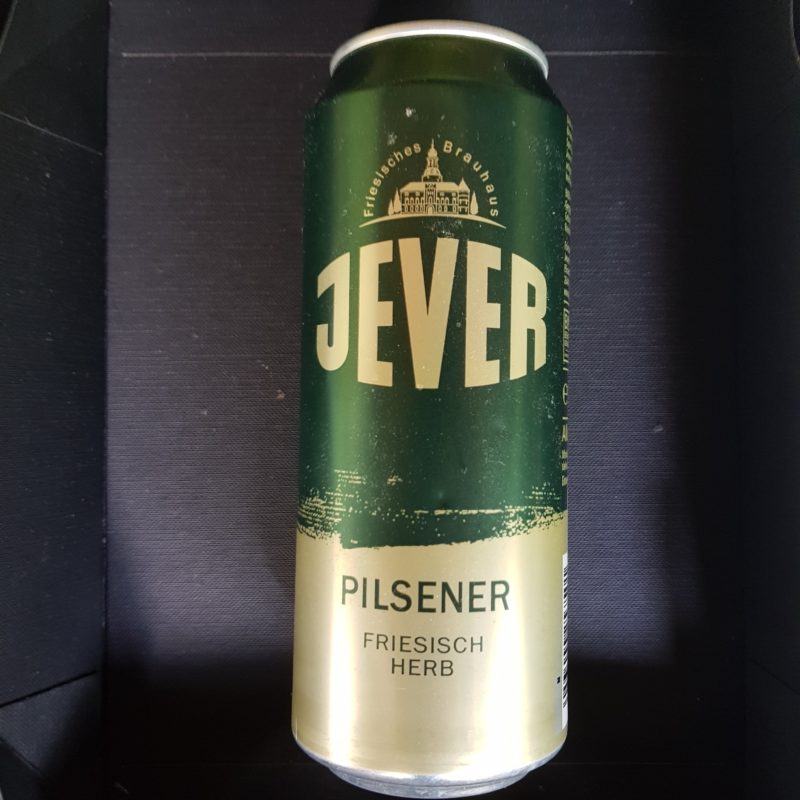 Friesisches Brauhaus
JEVER
PILSENER
FRIESISCH
HERB